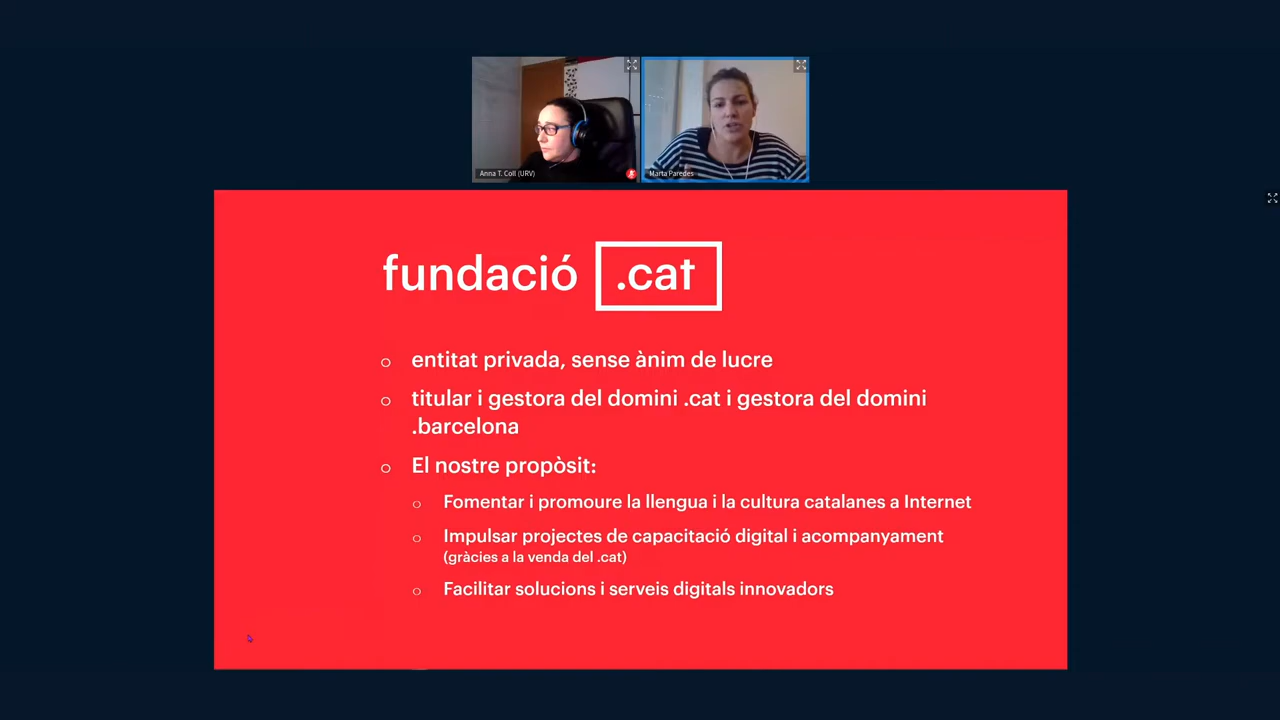 Anna T. Coll (URV)
Marta Paredes
fundació .cat
entitat privada, sense ànim de lucre
titular i gestora del domini .cat i gestora del domini
.barcelona
El nostre propòsit:
Fomentar i promoure la llengua i la cultura catalanes a Internet
Impulsar projectes de capacitació digital i acompanyament
(gràcies a la venda del .cat)
Facilitar solucions i serveis digitals innovadors